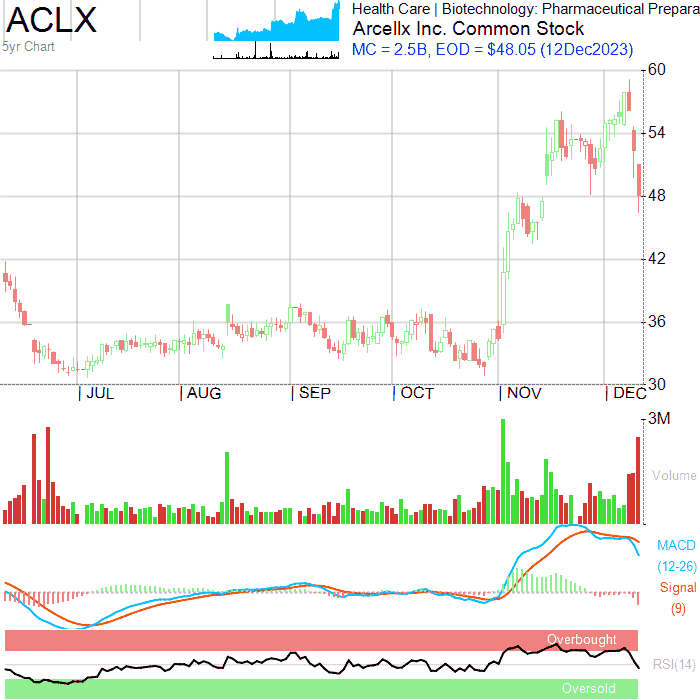 ACLX
5yr Chart
Health Care | Biotechnology: Pharmaceutical Prepara
Arcellx Inc. Common Stock
MC = 2.5B, EOD = $48.05 (12Dec2023)
60
54
48
42
36
30
JUL
AUG
SEP
OCT
NOV
DEC
3M
Volume
MACD
(12-26)
Signal
(9)
Overbought
RSI(14)
Oversold